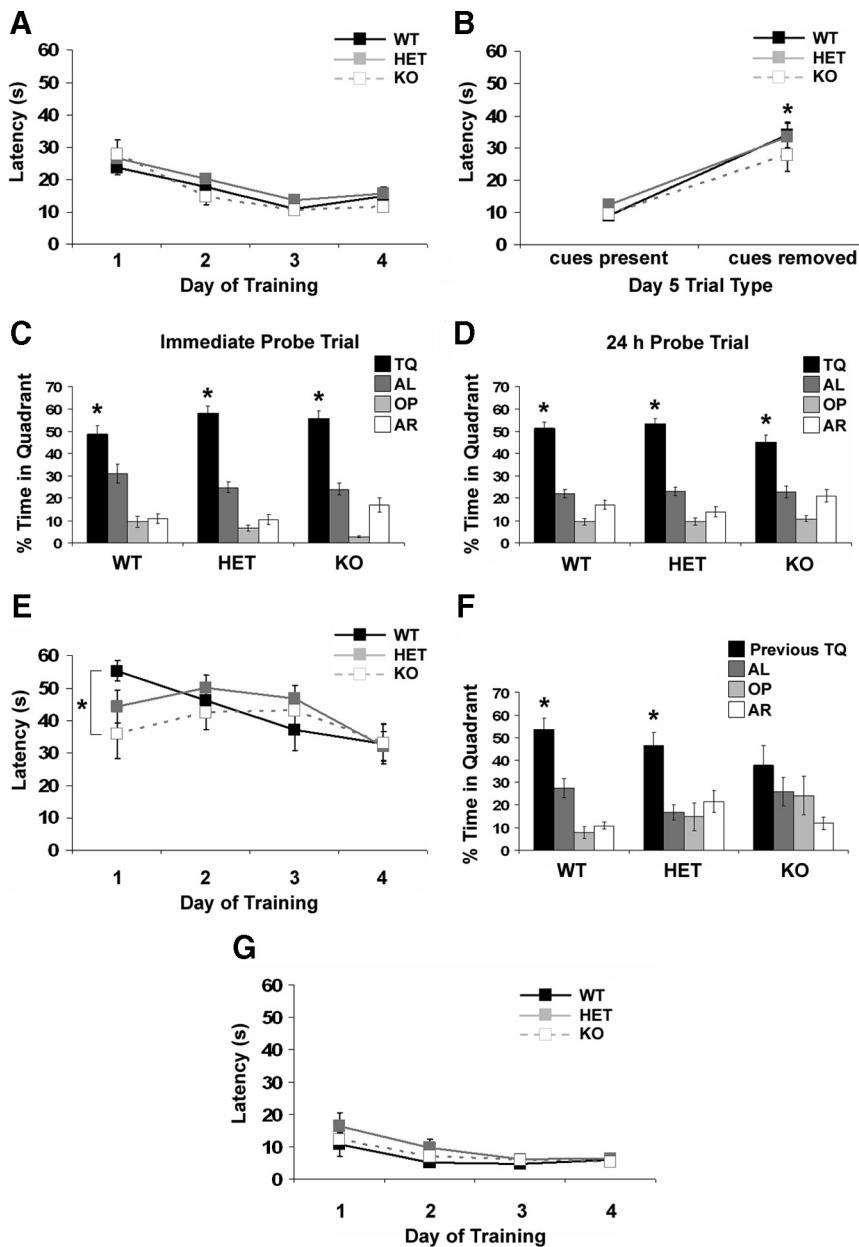 A
WT
HET
KO
60
50
40
30
20
10
0
Latency (s)
1 2 3 4
Day of Training
B
WT
HET
KO
60
50
40
30
20
10
0
Latency (s)
*
cues present cues removed
Day 5 Trial Type
C
Immediate Probe Trial
TQ
AL
OP
AR
70
60
50
40
30
20
10
0
% Time in Quadrant
* * *
WT HET KO
D
24 h Probe Trial
TQ
AL
OP
AR
70
60
50
40
30
20
10
0
% Time in Quadrant
* * *
WT HET KO
E
WT
HET
KO
60
50
40
30
20
10
0
Latency (s)
*
1 2 3 4
Day of Training
F
Previous TQ
AL
OP
AR
70
60
50
40
30
20
10
0
% Time in Quadrant
* *
WT HET KO
G
WT
HET
KO
60
50
40
30
20
10
0
Latency (s)
1 2 3 4
Day of Training